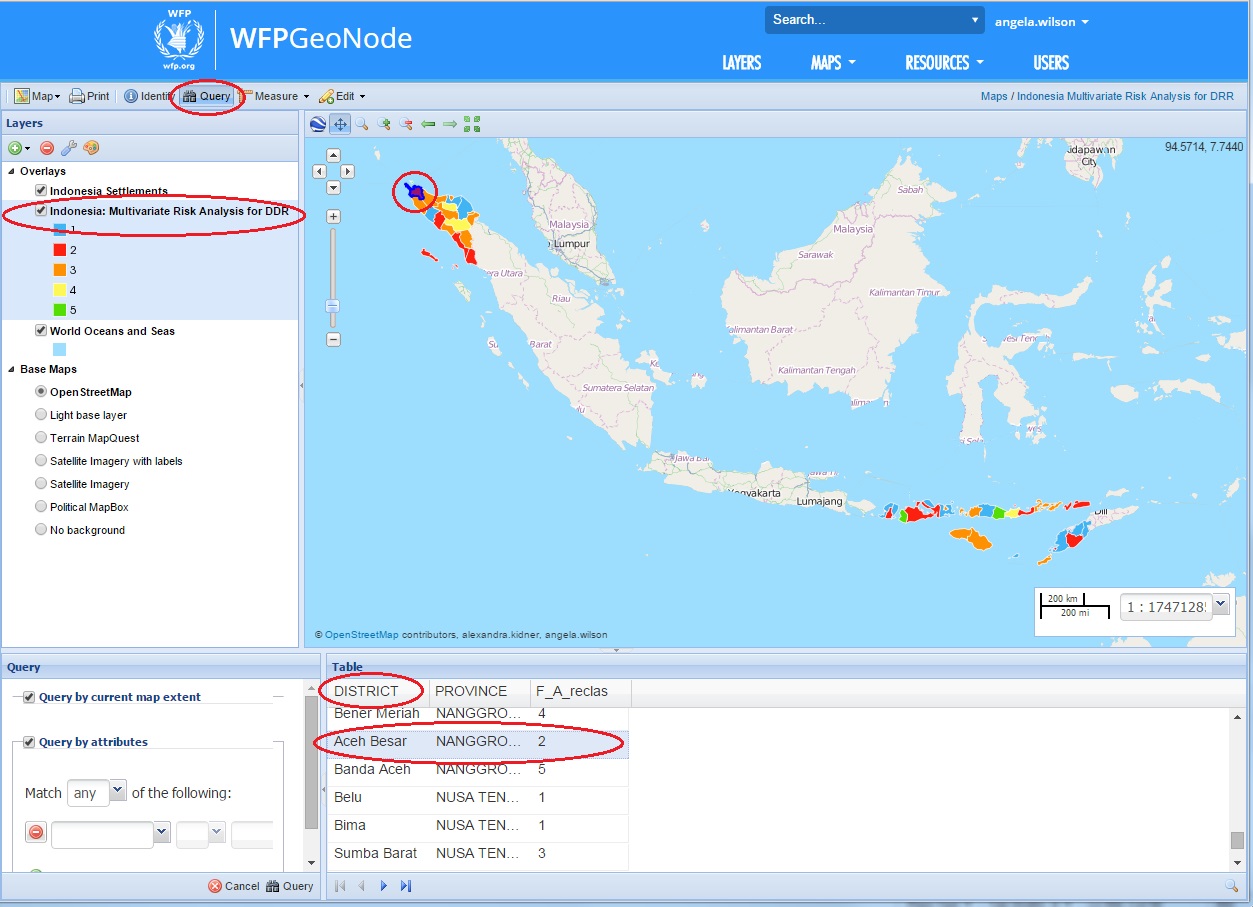 WFP
wfp.org
WFPGeoNode
Search...
angela.wilson
LAYERS MAPS RESOURCES USERS
Map Print Identify Query Measure Edit
Maps / Indonesia Multivariate Risk Analysis for DRR
Layers
Overlays
Indonesia Settlements
Indonesia: Multivariate Risk Analysis for DDR
1
2
3
4
5
World Oceans and Seas
Base Maps
OpenStreetMap
Light base layer
Terrain MapQuest
Satellite Imagery with labels
Satellite Imagery
Political MapBox
No background
94.5714, 7.7440
Jdapawan
City
Sabah
Malaysia
Malaysia
Lumpur
Sarawak
era Utara
Riau
Kalimantan Timur
Kalimantan Barat
Barat
Kalimantan Tengah
Sumatera Selatan
Jawa Bar
Yogyakarta
Lumajang
Dili
200 km
200 mi
1 : 1747128
© OpenStreetMap contributors, alexandra.kidner, angela.wilson
Query
Query by current map extent
Query by attributes
Match any of the following:
Cancel Query
Table
DISTRICT PROVINCE F_A_reclas
Bener Meriah NANGGRO... 4
Aceh Besar NANGGRO... 2
Banda Aceh NANGGRO... 5
Belu NUSA TEN... 1
Bima NUSA TEN... 1
Sumba Barat NUSA TEN... 3